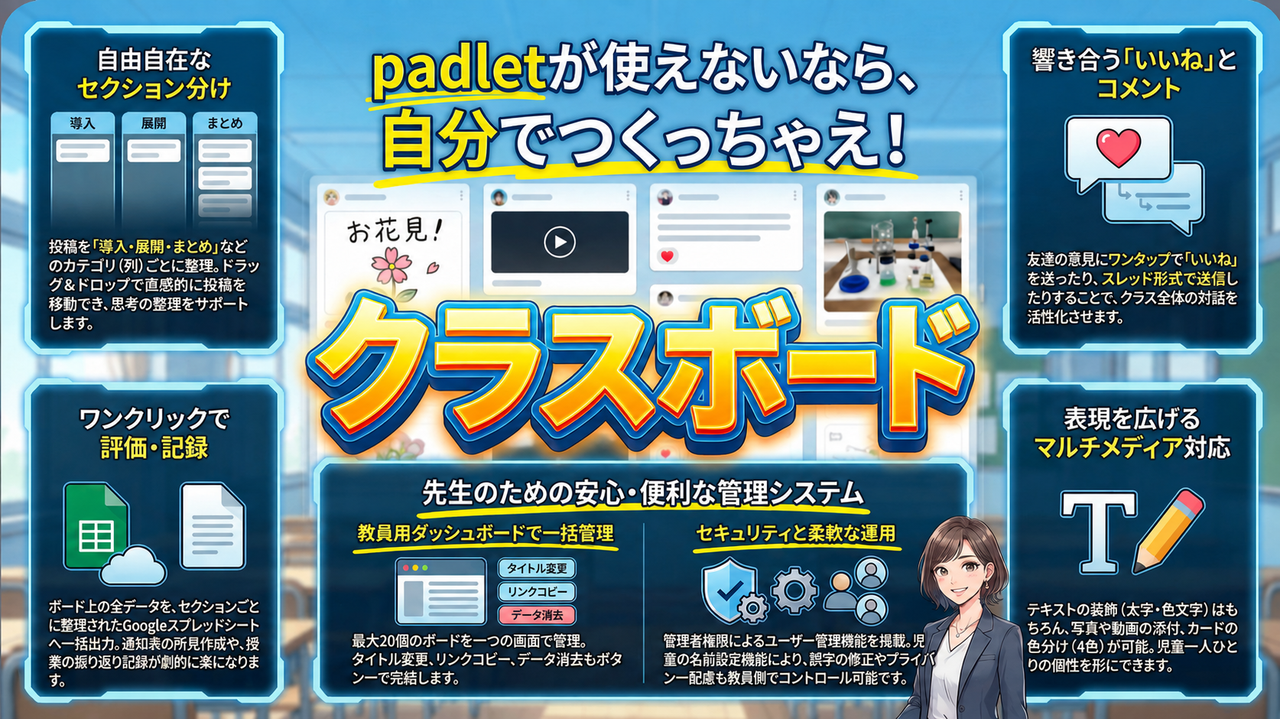 padletが使えないなら、
自分でつくっちゃえ!
自由自在な
セクション分け
導入
展開
まとめ
投稿を「導入・展開・まとめ」など
のカテゴリ(列)ごとに整理。ドラッ
グ&ドロップで直感的に投稿を
移動でき、思考の整理をサポート
します。
お花見!
クラスボード
響き合う「いいね」と
コメント
友達の意見にワンタップで「いいね」
を送ったり、スレッド形式で送信し
たりすることで、クラス全体の対話を
活性化させます。
ワンクリックで
評価・記録
ボード上の全データを、セクションごと
に整理されたGoogleスプレッドシート
へ一括出力。通知表の所見作成や、授
業の振り返り記録が劇的に楽になりま
す。
先生のための安心・便利な管理システム
教員用ダッシュボードで一括管理
タイトル変更
リンクコピー
データ消去
最大20個のボードを一つの画面で管理。
タイトル変更、リンクコピー、データ消去もボタ
ン一で完結します。
セキュリティと柔軟な運用
管理者権限によるユーザー管理機能を掲載。児
童の名前設定機能により、誤字の修正やプライバ
ン一配慮も教員側でコントロール可能です。
表現を広げる
マルチメディア対応
T
テキストの装飾(太字・色文字)はも
ちろん、写真や動画の添付、カードの
色分け(4色)が可能。児童一人ひと
りの個性を形にできます。